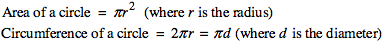 Area of a circle = πr² (where r is the radius)
Circumference of a circle = 2πr = πd (where d is the diameter)